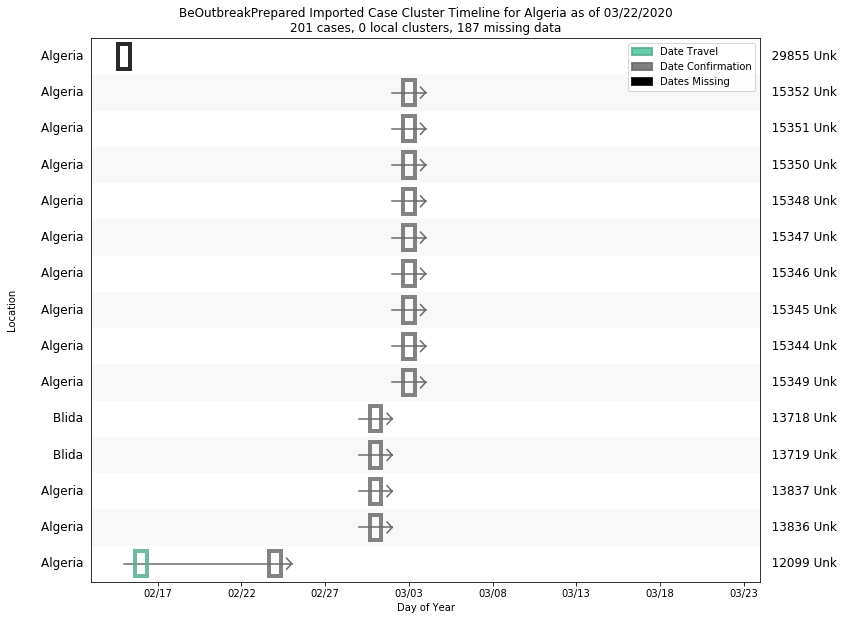 BeOutbreakPrepared Imported Case Cluster Timeline for Algeria as of 03/22/2020
201 cases, 0 local clusters, 187 missing data
Date Travel
Date Confirmation
Dates Missing
Location
Algeria 29855 Unk
Algeria 15352 Unk
Algeria 15351 Unk
Algeria 15350 Unk
Algeria 15348 Unk
Algeria 15347 Unk
Algeria 15346 Unk
Algeria 15345 Unk
Algeria 15344 Unk
Algeria 15349 Unk
Blida 13718 Unk
Blida 13719 Unk
Algeria 13837 Unk
Algeria 13836 Unk
Algeria 12099 Unk
02/17 02/22 02/27 03/03 03/08 03/13 03/18 03/23
Day of Year